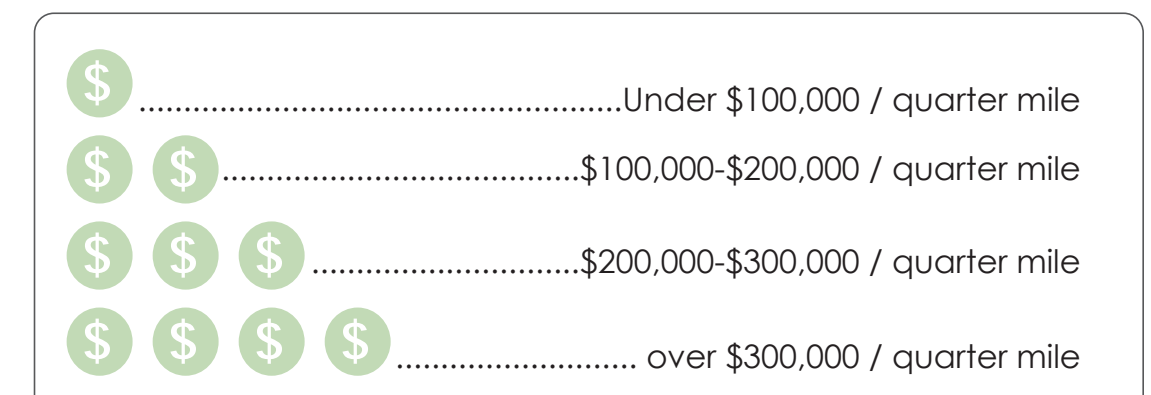 $ ......................................................Under $100,000 / quarter mile
$ $ ........................................$100,000-$200,000 / quarter mile
$ $ $ ..............................$200,000-$300,000 / quarter mile
$ $ $ $ ........................... over $300,000 / quarter mile